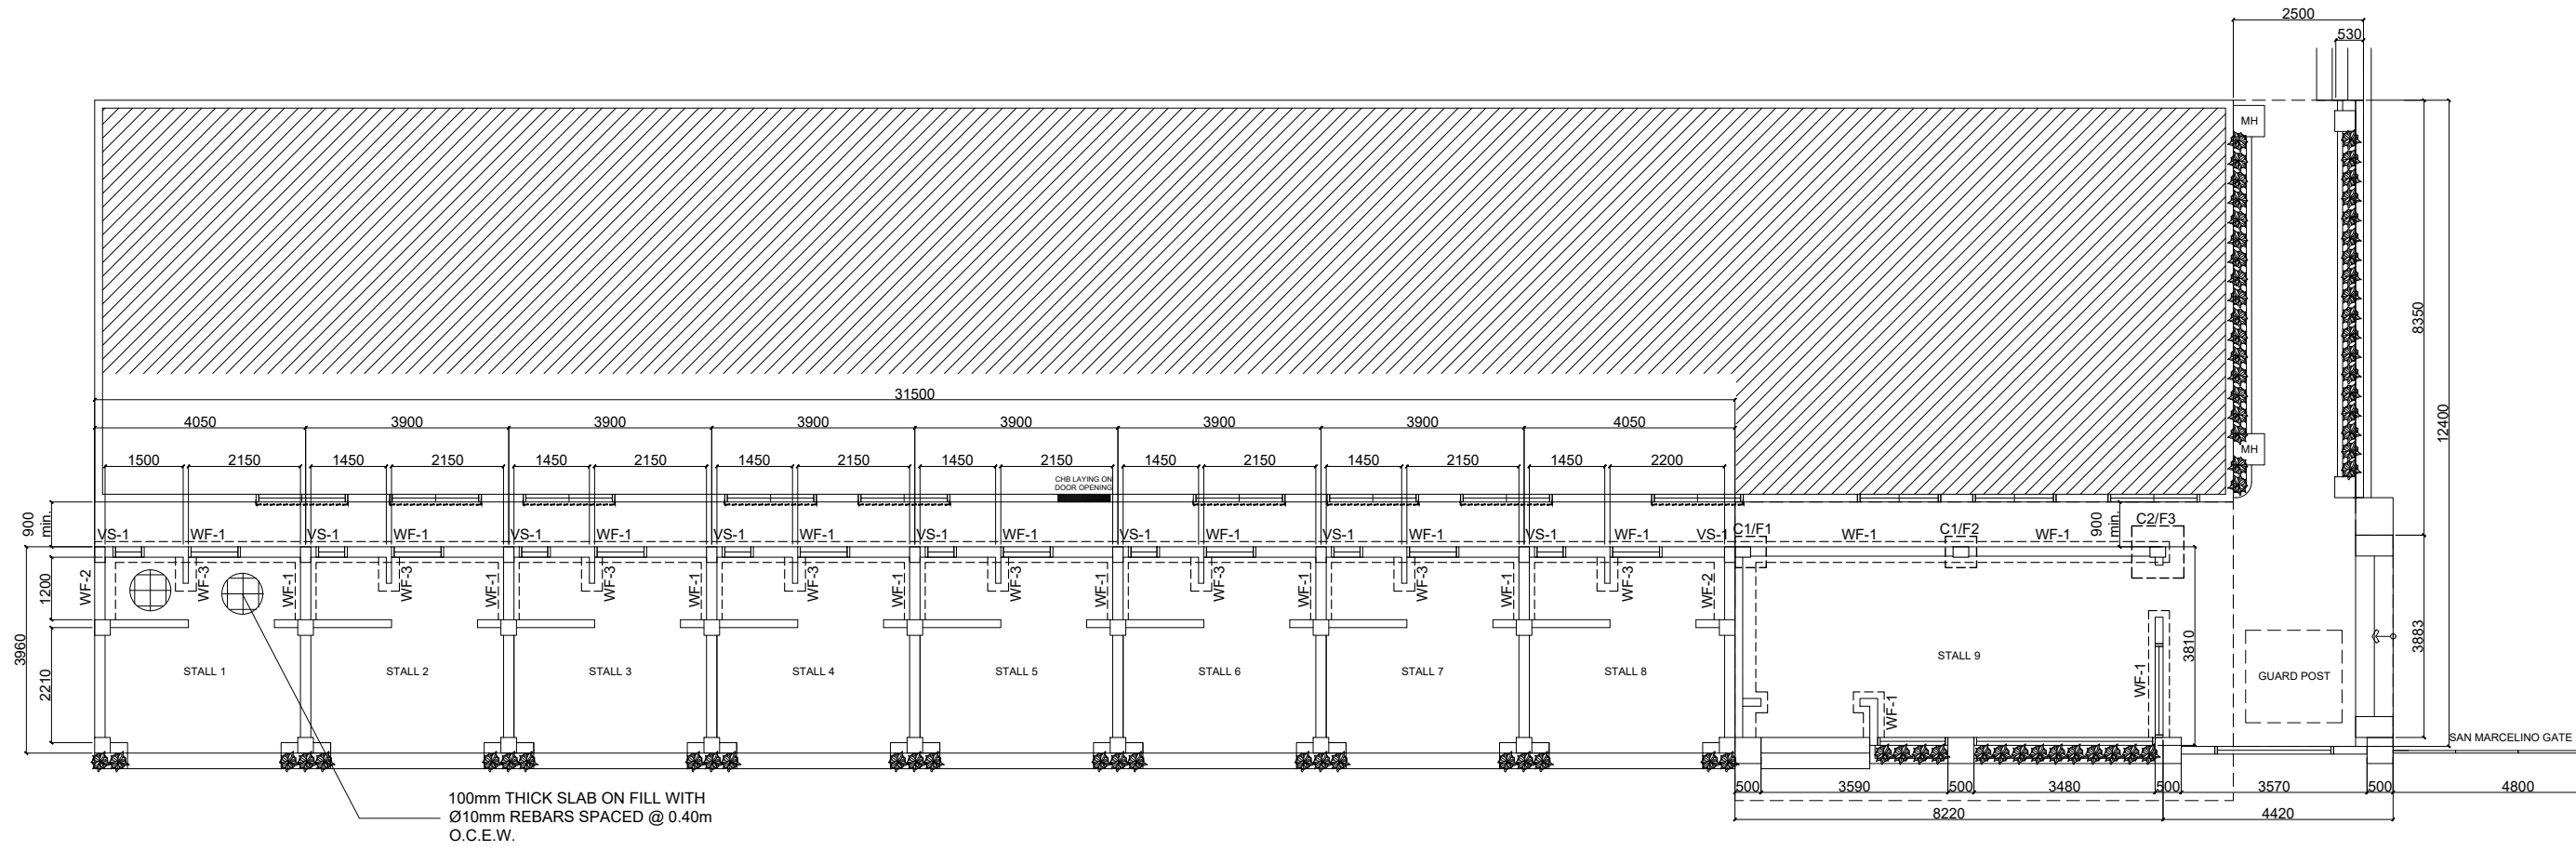 2500
530
MH
31500
4050 3900 3900 3900 3900 3900 3900 4050
1500 2150 1450 2150 1450 2150 1450 2150 1450 2150 1450 2150 1450 2150 1450 2200
CHB LAYING ON
DOOR OPENING
MH
8350
12400
900
min.
VS-1 WF-1 VS-1 WF-1 VS-1 WF-1 VS-1 WF-1 VS-1 WF-1 VS-1 WF-1 VS-1 WF-1 VS-1 WF-1 VS-1
C1/F1 WF-1 C1/F2 WF-1 C2/F3
900
min.
WF-2 WF-3 WF-1 WF-3 WF-1 WF-3 WF-1 WF-3 WF-1 WF-3 WF-1 WF-3 WF-1 WF-3 WF-1 WF-3 WF-2
1200
3960
2210
STALL 1 STALL 2 STALL 3 STALL 4 STALL 5 STALL 6 STALL 7 STALL 8 STALL 9
3810
3883
GUARD POST
WF-1
WF-1
SAN MARCELINO GATE
500 3590 500 3480 500 3570 500 4800
8220 4420
100mm THICK SLAB ON FILL WITH
Ø10mm REBARS SPACED @ 0.40m
O.C.E.W.